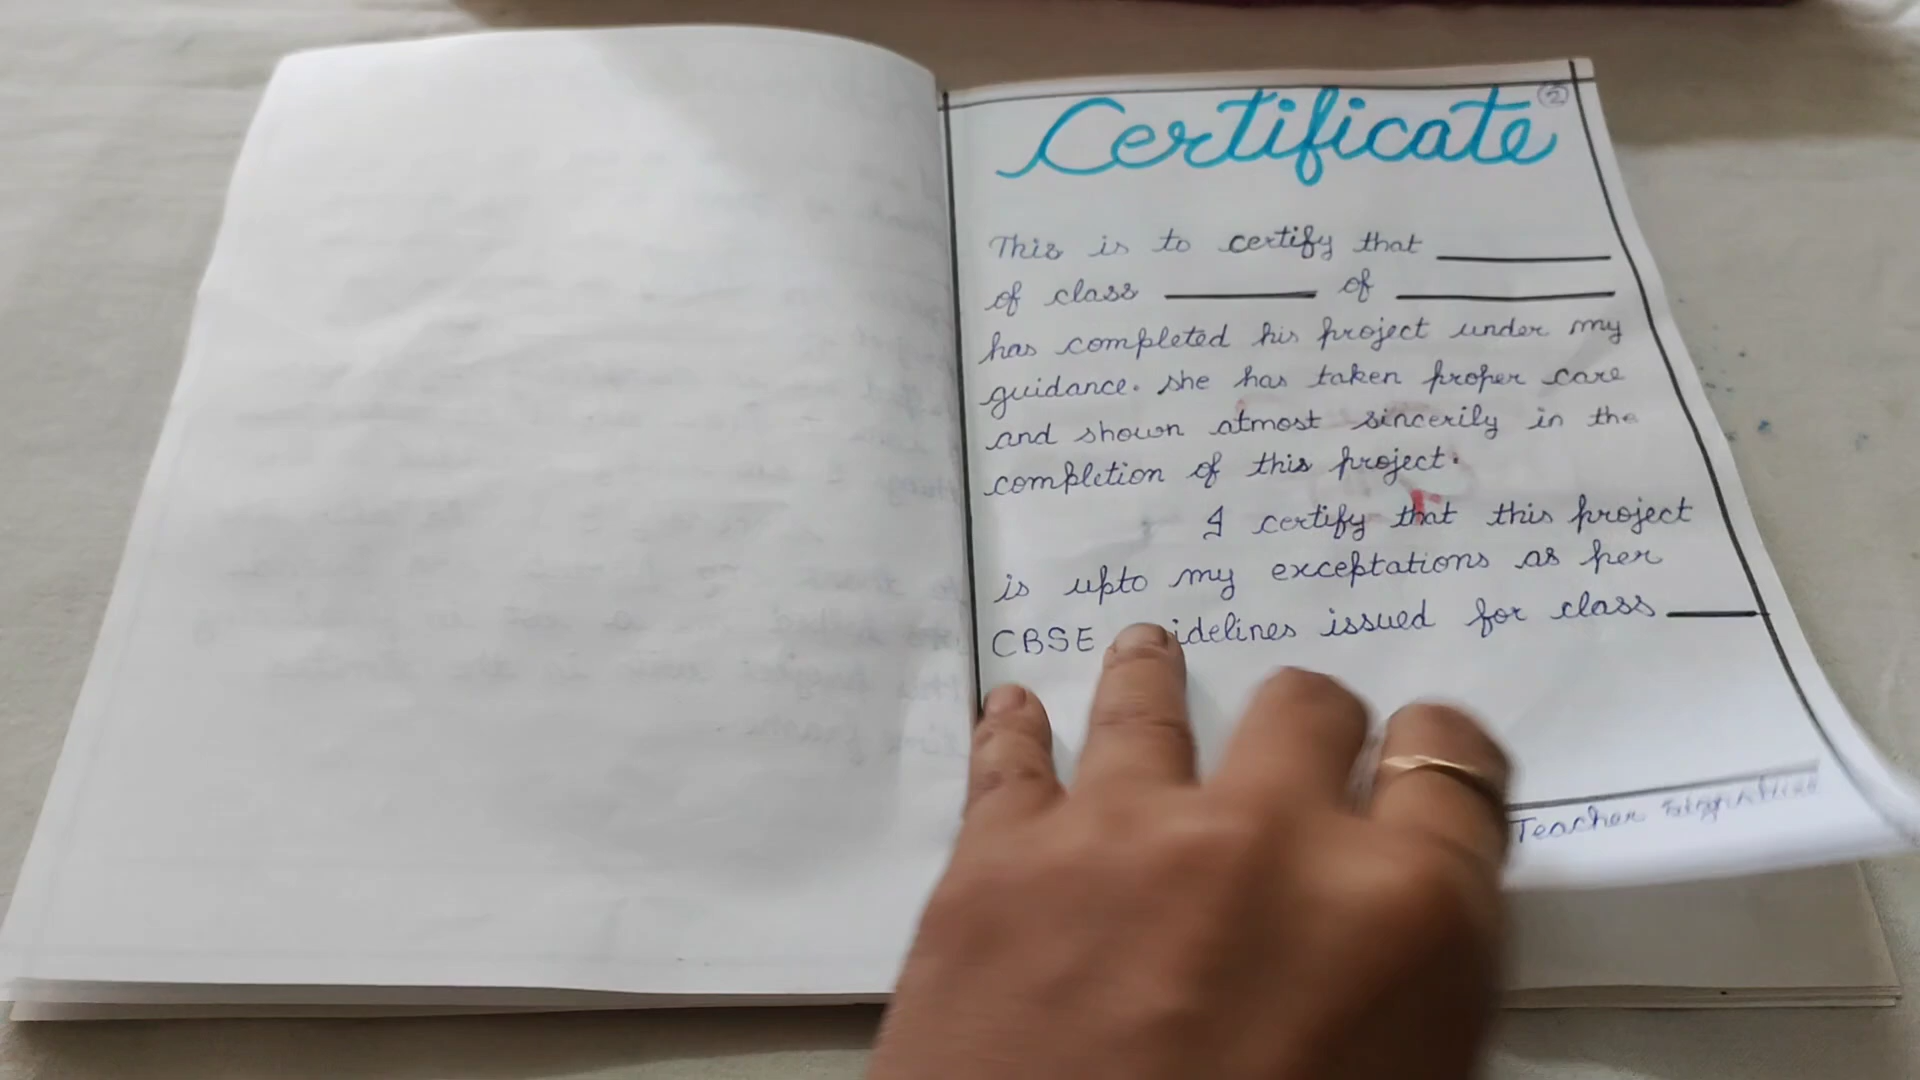 Certificate
2
This is to certify that
of class of
has completed his project under my
guidance. She has taken proper care
and shown atmost sincerily in the
completion of this project.
I certify that this project
is upto my exceptations as per
CBSE idelines issued for class
Teacher